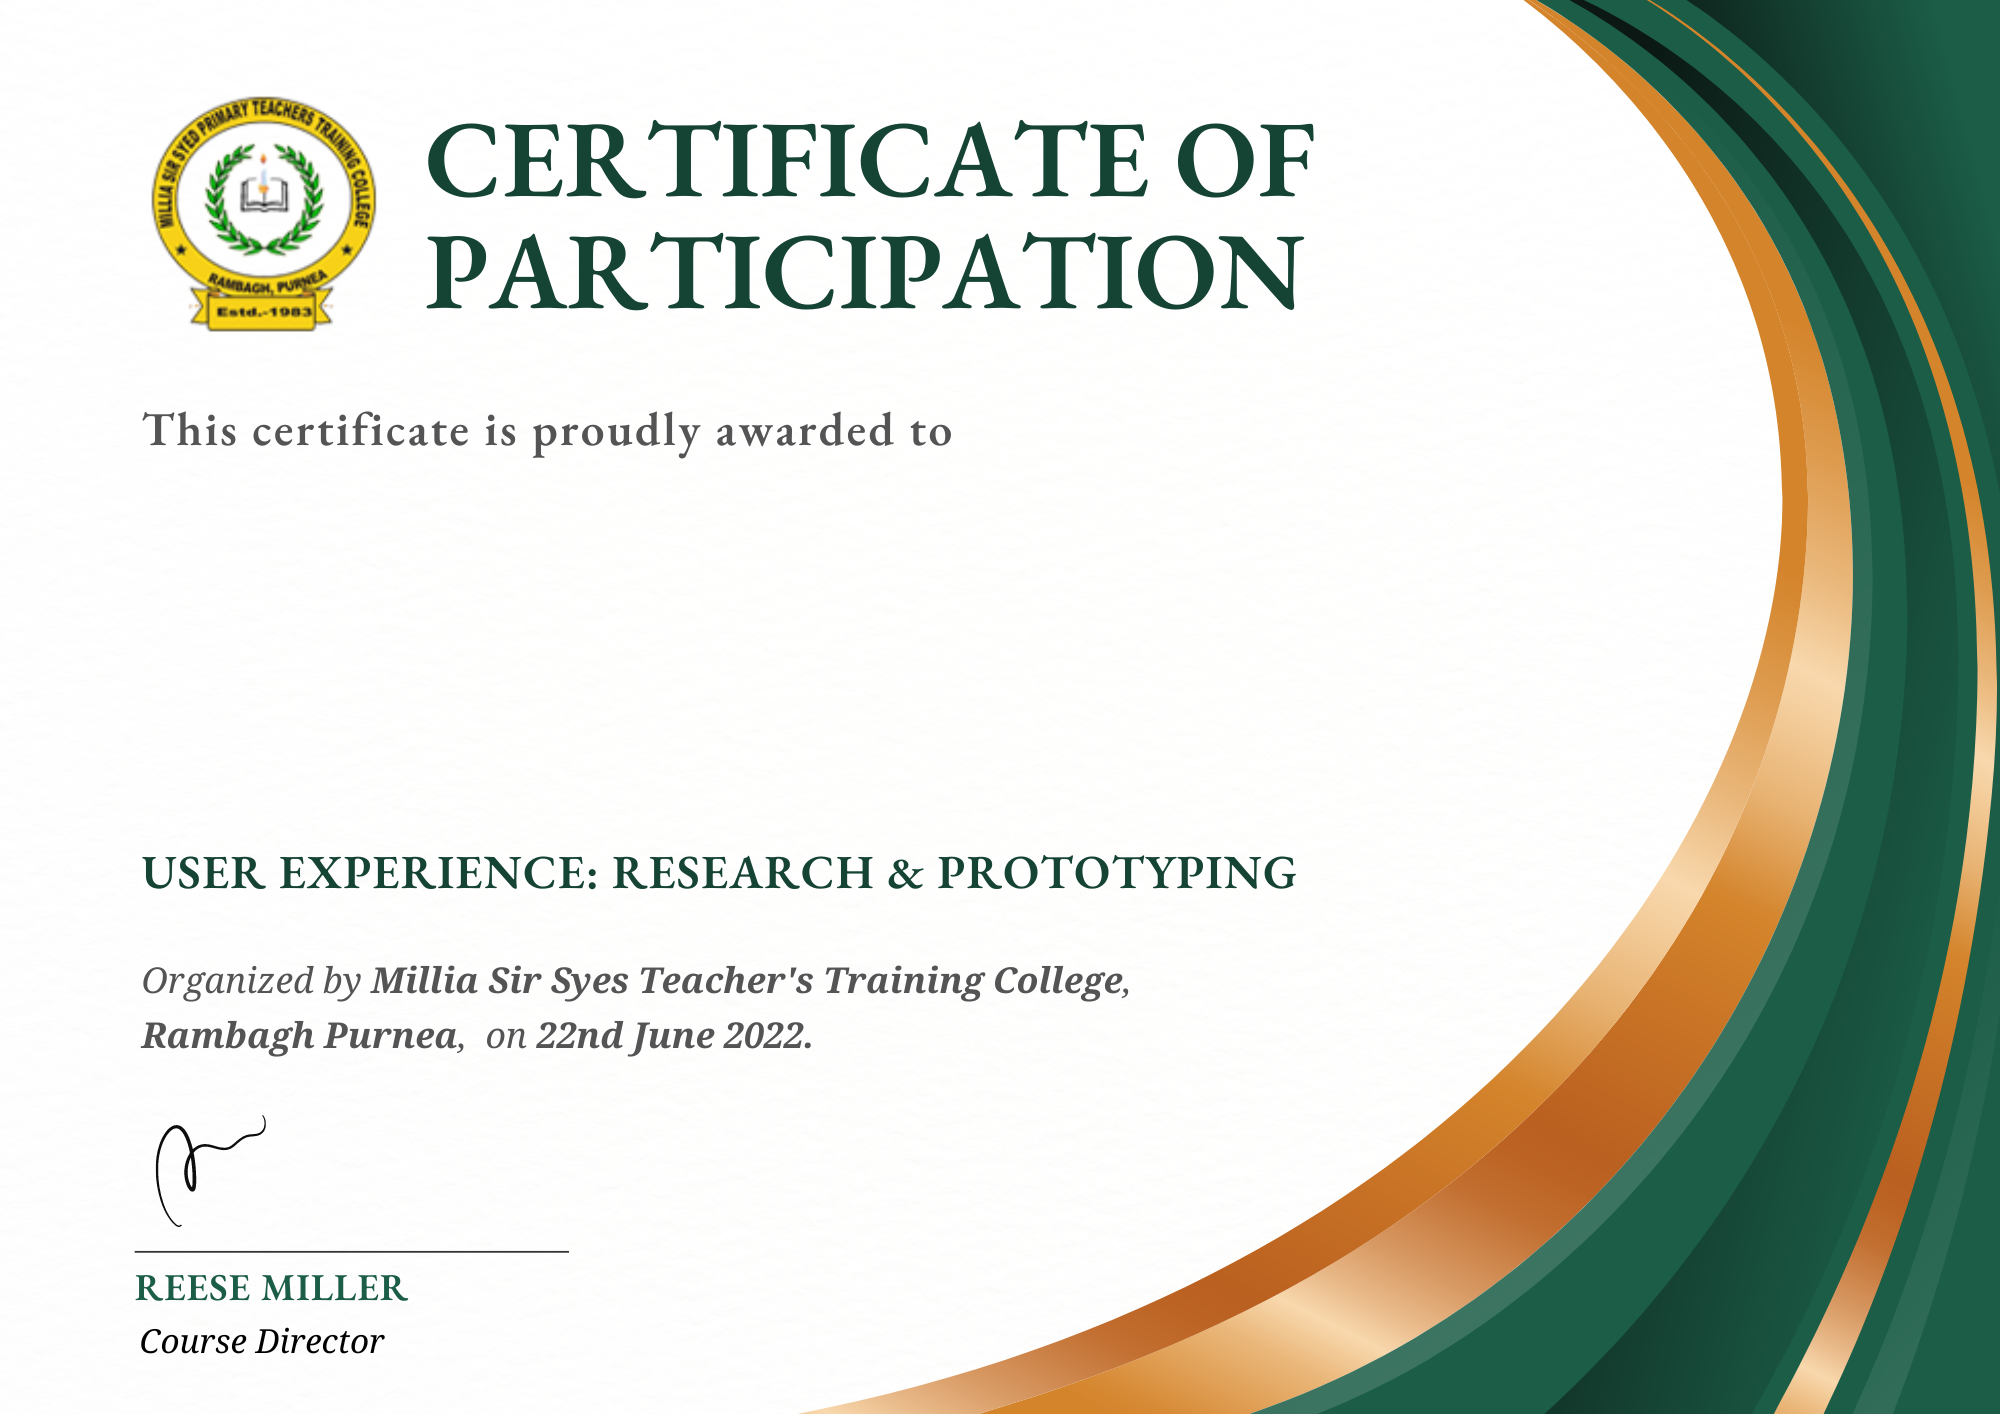 MILLIA SIR SYED PRIMARY TEACHERS TRAINING COLLEGE
RAMBAGH, PURNEA
Estd.-1983
CERTIFICATE OF
PARTICIPATION
This certificate is proudly awarded to
USER EXPERIENCE: RESEARCH & PROTOTYPING
Organized by Millia Sir Syes Teacher's Training College,
Rambagh Purnea,  on 22nd June 2022.
REESE MILLER
Course Director